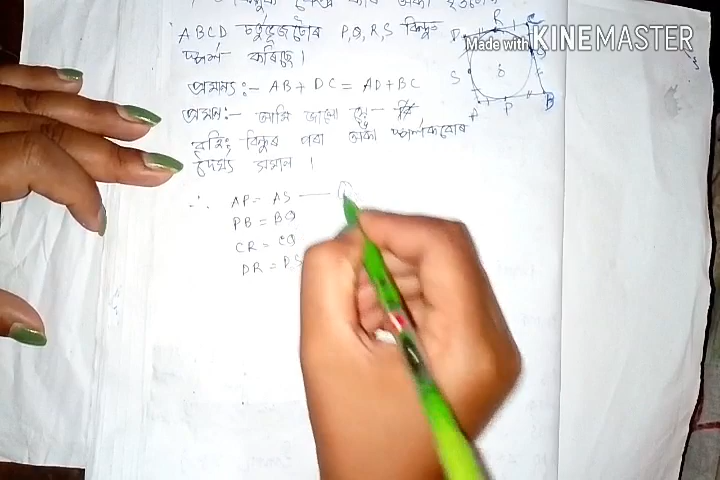 ABCD চতুৰ্ভুজটোৰ P,Q,R,S বিন্দুত
স্পৰ্শ কৰিছে।
প্ৰমাণ্য:- AB + DC = AD + BC
প্ৰমাণ:- আমি জানো যে -
বহিঃ বিন্দুৰ পৰা অঁকা স্পৰ্শকবোৰ
দৈৰ্ঘ্য সমান।
∴ AP = AS
PB = BQ
CR = CQ
DR = DS
D
R
C
S
O
Q
A
P
B
Made with KINEMASTER